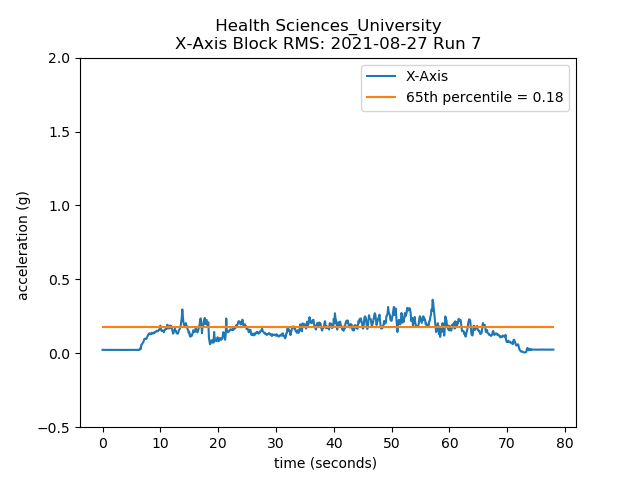 Health Sciences_University
X-Axis Block RMS: 2021-08-27 Run 7
X-Axis
65th percentile = 0.18
acceleration (g)
2.0
1.5
1.0
0.5
0.0
−0.5
0 10 20 30 40 50 60 70 80
time (seconds)